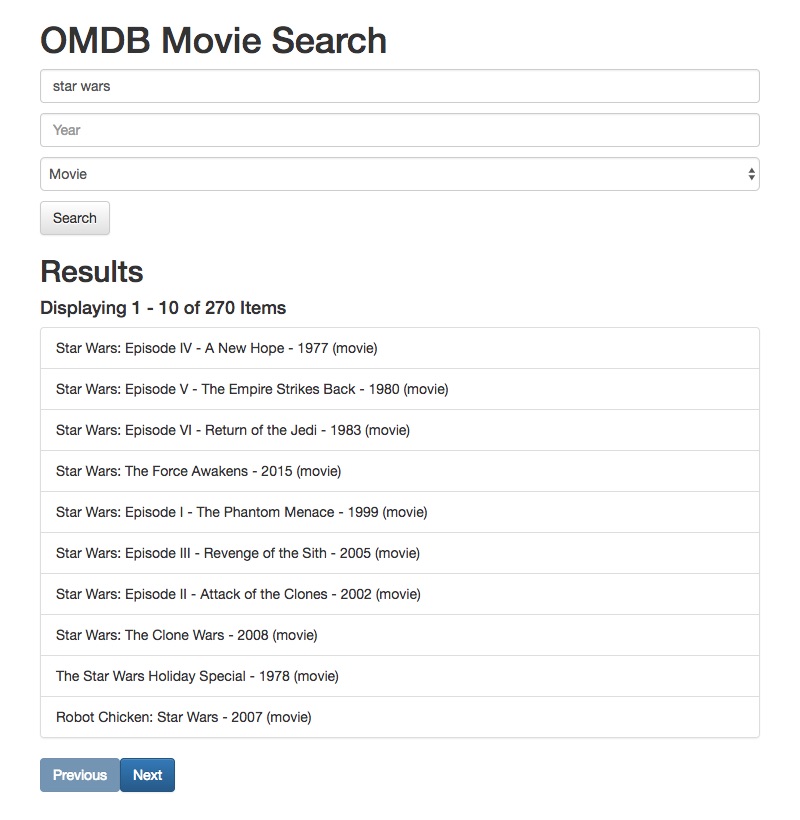 OMDB Movie Search
star wars
Year
Movie
Search
Results
Displaying 1 - 10 of 270 Items
Star Wars: Episode IV - A New Hope - 1977 (movie)
Star Wars: Episode V - The Empire Strikes Back - 1980 (movie)
Star Wars: Episode VI - Return of the Jedi - 1983 (movie)
Star Wars: The Force Awakens - 2015 (movie)
Star Wars: Episode I - The Phantom Menace - 1999 (movie)
Star Wars: Episode III - Revenge of the Sith - 2005 (movie)
Star Wars: Episode II - Attack of the Clones - 2002 (movie)
Star Wars: The Clone Wars - 2008 (movie)
The Star Wars Holiday Special - 1978 (movie)
Robot Chicken: Star Wars - 2007 (movie)
Previous Next